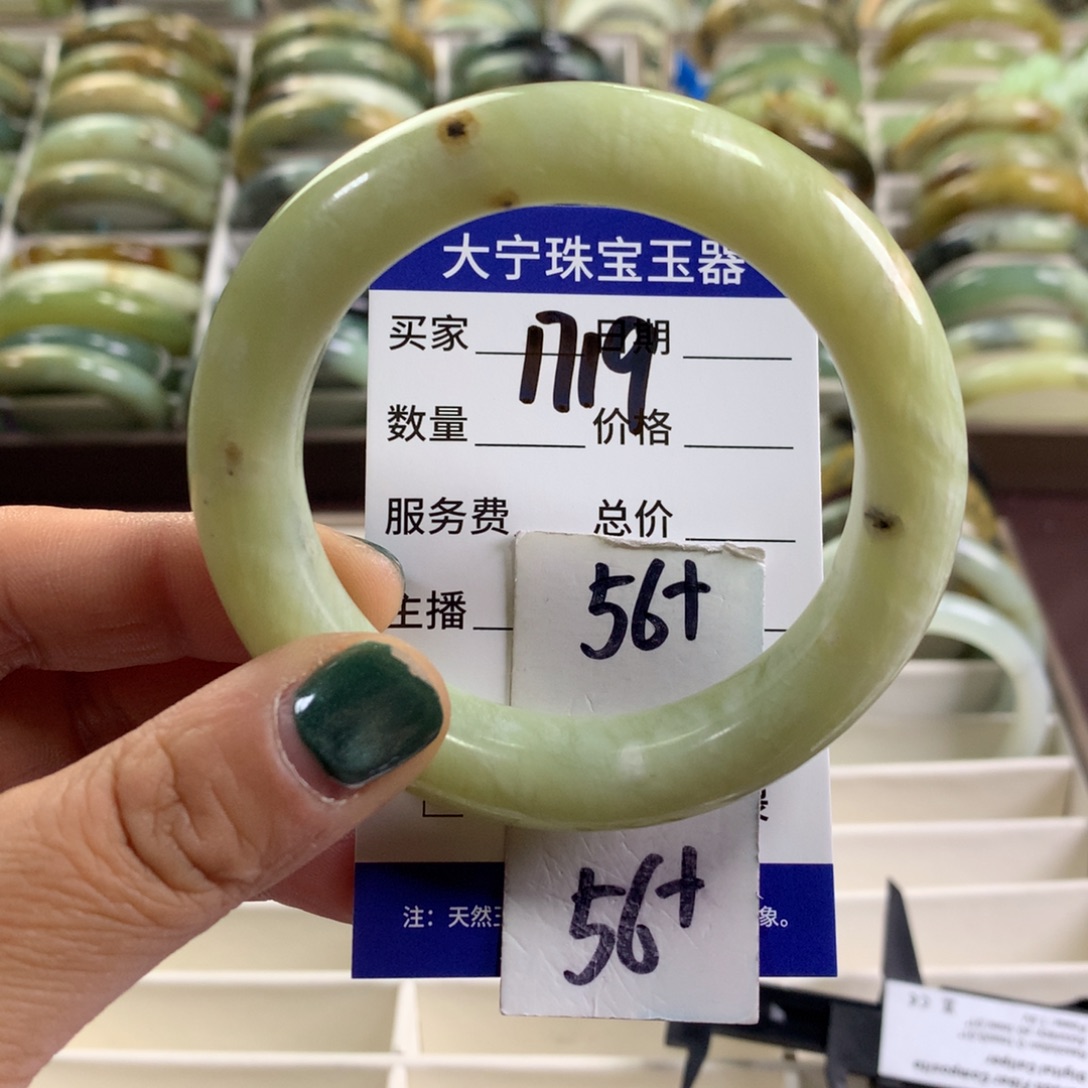 大宁珠宝玉器
买家 日期
1719
数量 价格
服务费 总价
56+
主播
56+
注：天然 象。